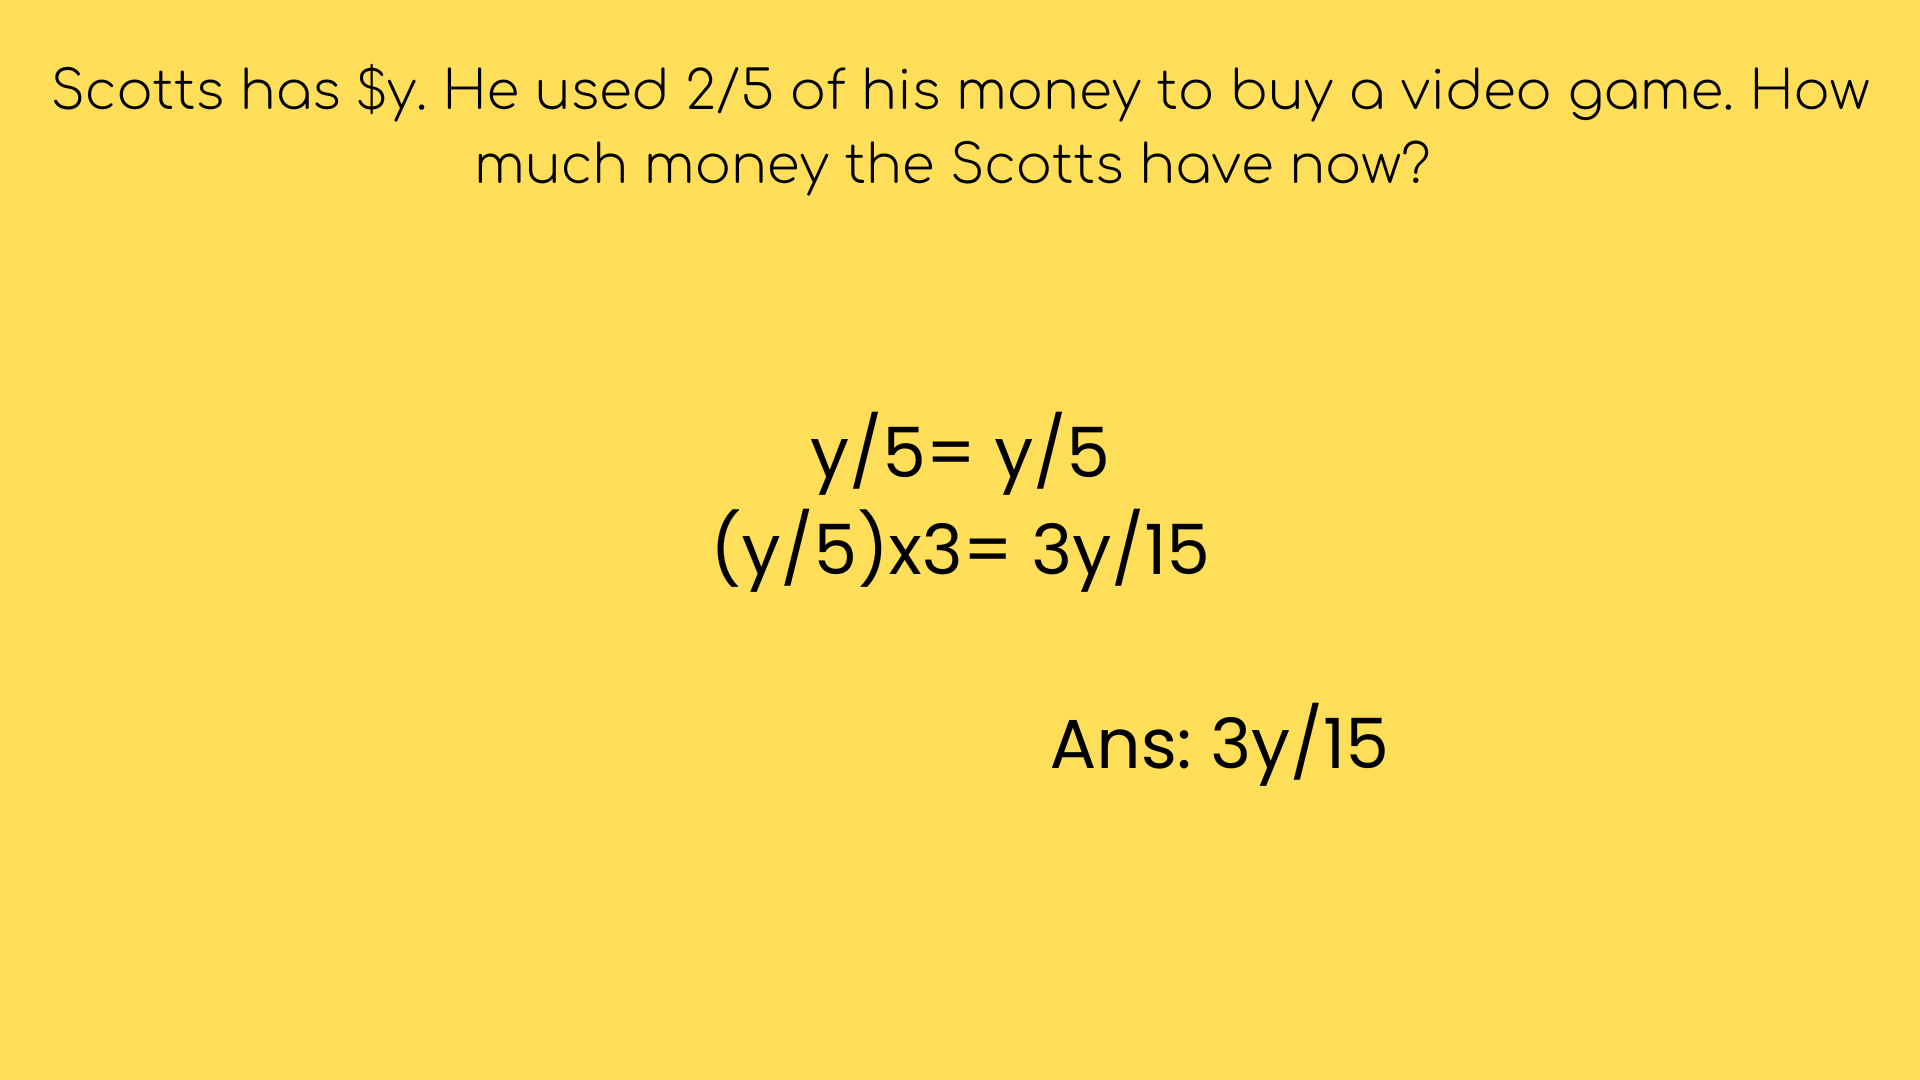 Scotts has $y. He used 2/5 of his money to buy a video game. How
much money the Scotts have now?
y/5= y/5
(y/5)x3= 3y/15
Ans: 3y/15